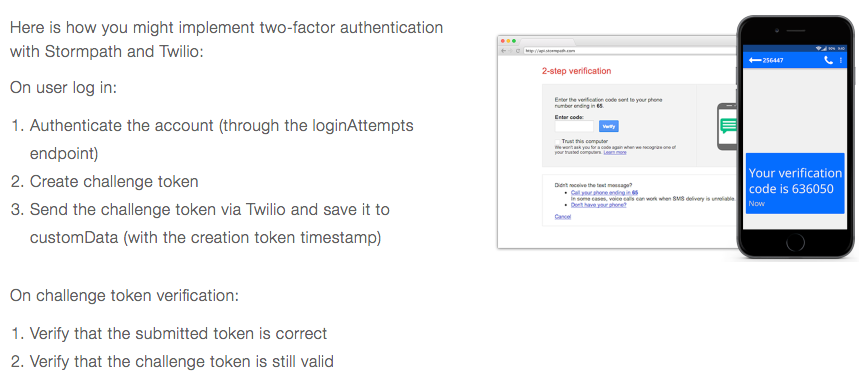 Here is how you might implement two-factor authentication
with Stormpath and Twilio:
On user log in:
1. Authenticate the account (through the loginAttempts
endpoint)
2. Create challenge token
3. Send the challenge token via Twilio and save it to
customData (with the creation token timestamp)
On challenge token verification:
1. Verify that the submitted token is correct
2. Verify that the challenge token is still valid
http://api.stormpath.com
2-step verification
Enter the verification code sent to your phone
number ending in 65.
Enter code:
Verify
Trust this computer
We won't ask you for a code again when we recognize one
of your trusted computers. Learn more
Didn't receive the text message?
• Call your phone ending in 65
In some cases, voice calls can work when SMS delivery is unreliable.
• Don't have your phone?
Cancel
256447
Your verification
code is 636050
Now